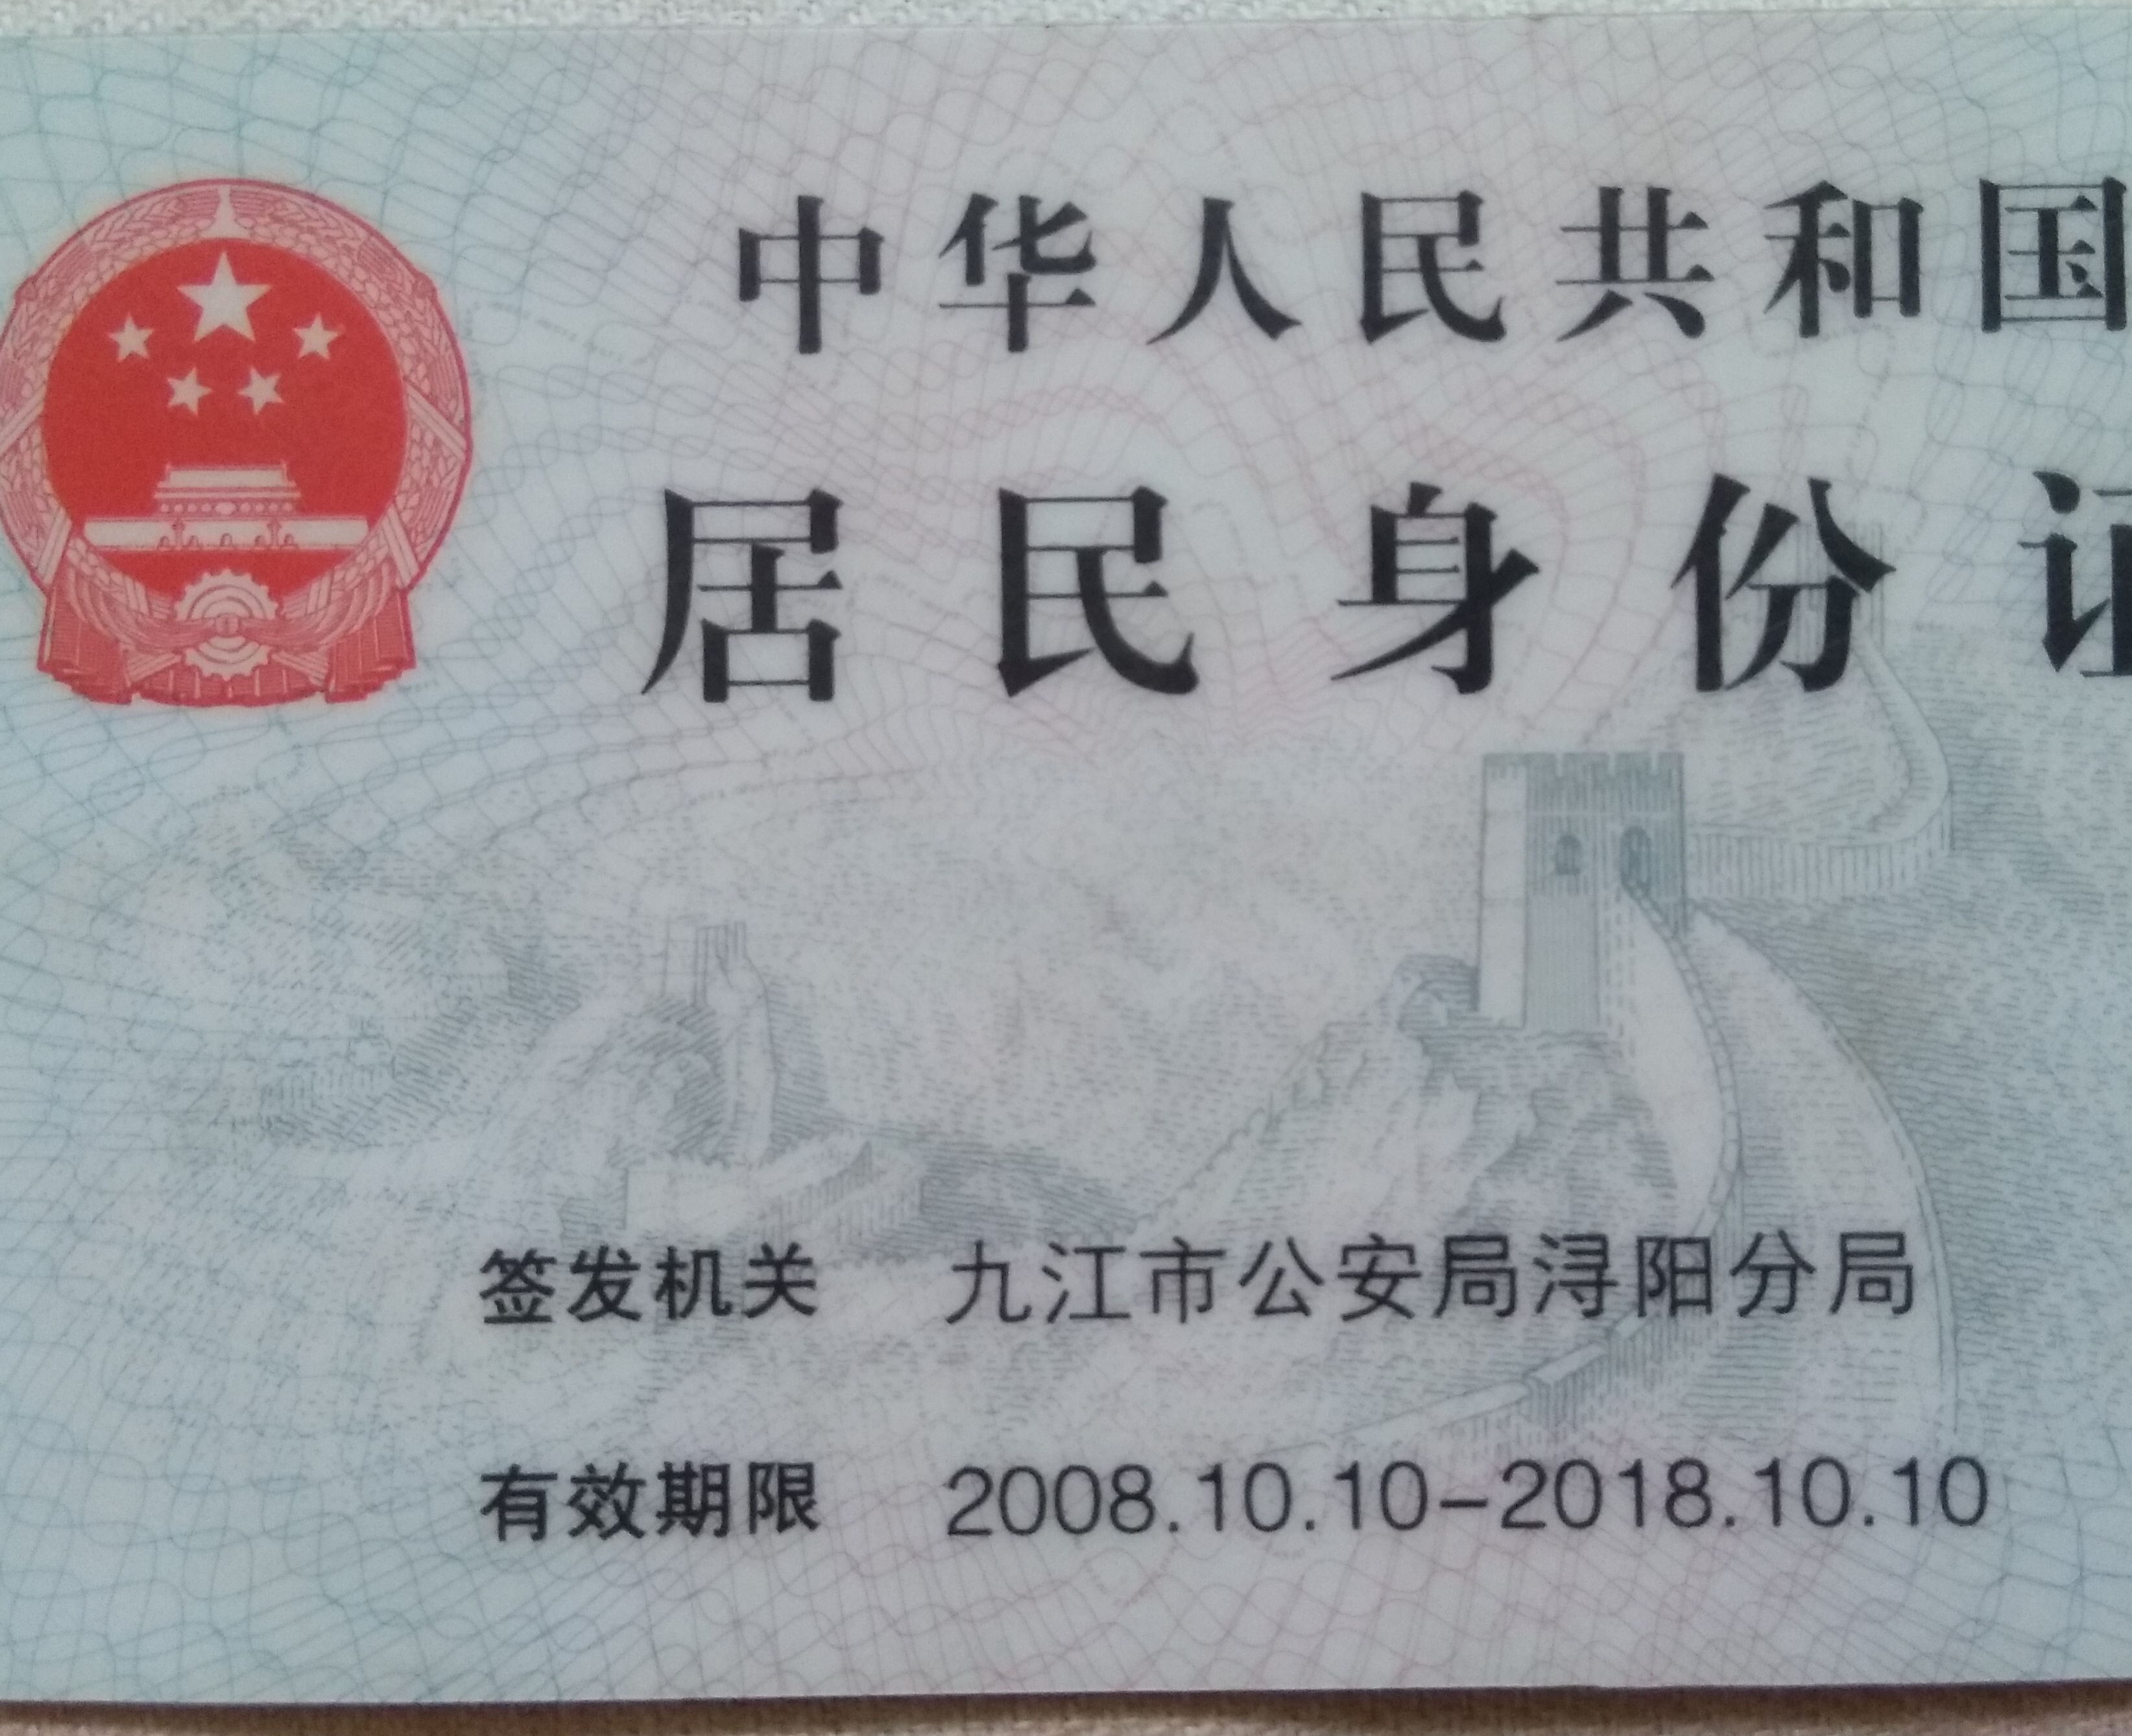 中华人民共和国
居民身份证
签发机关 九江市公安局浔阳分局
有效期限 2008.10.10-2018.10.10